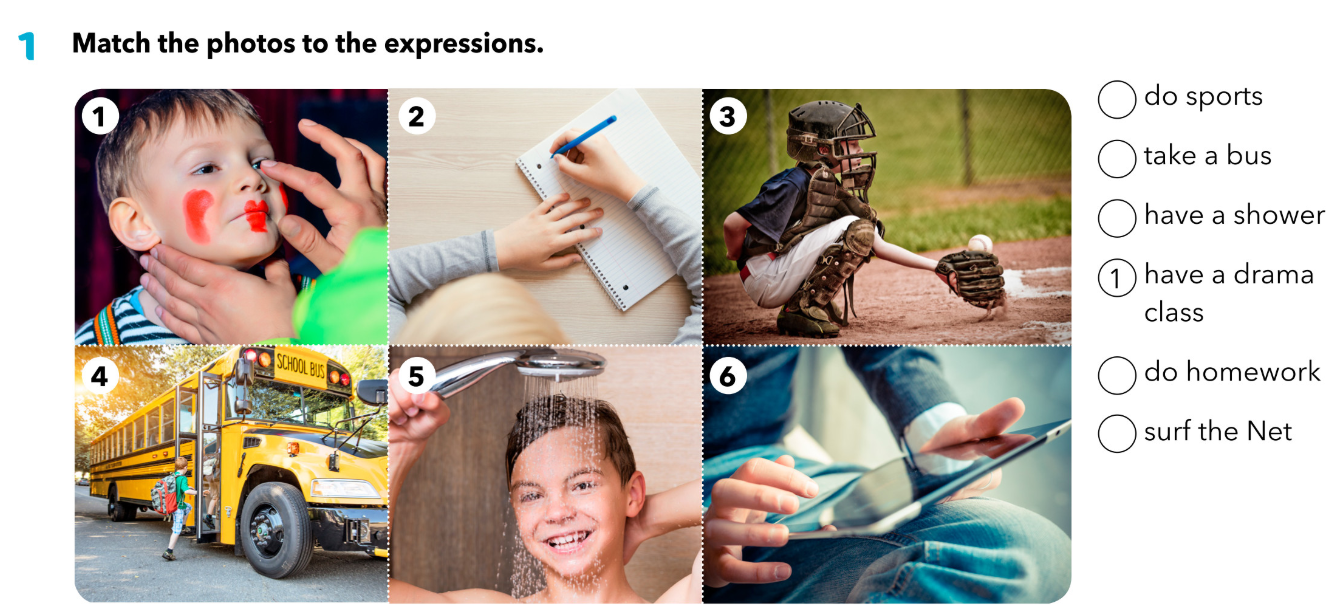 1 Match the photos to the expressions.
1
2
3
4
SCHOOL BUS
5
6
do sports
take a bus
have a shower
1 have a drama
class
do homework
surf the Net